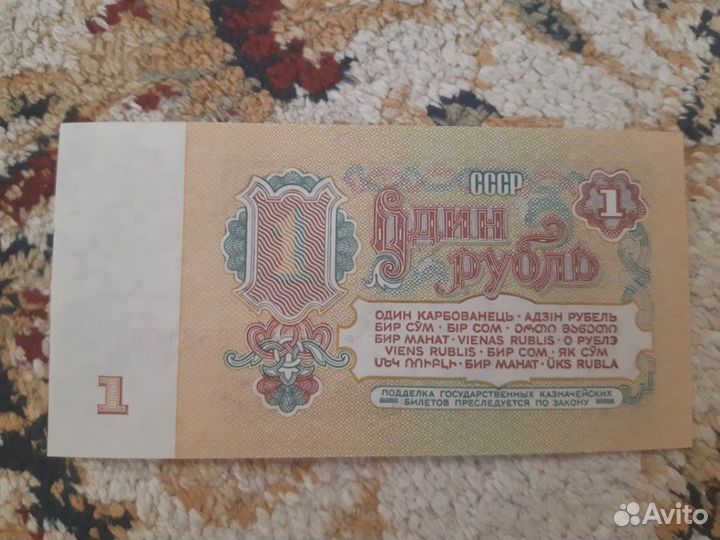 СССР
1
1
Один
рубль
ОДИН КАРБОВАНЕЦЬ · АДЗІН РУБЕЛЬ
БИР СЎМ · БІР СОМ · ᲔᲠᲗᲘ ᲛᲐᲜᲔᲗᲘ
БИР МАНАТ · VIENAS RUBLIS · О РУБЛЭ
VIENS RUBLIS · БИР СОМ · ЯК СӮМ
ՄԵԿ ՌՈՒԲԼԻ · БИР МАНАТ · ÜKS RUBLA
1
ПОДДЕЛКА ГОСУДАРСТВЕННЫХ КАЗНАЧЕЙСКИХ
БИЛЕТОВ ПРЕСЛЕДУЕТСЯ ПО ЗАКОНУ
Avito